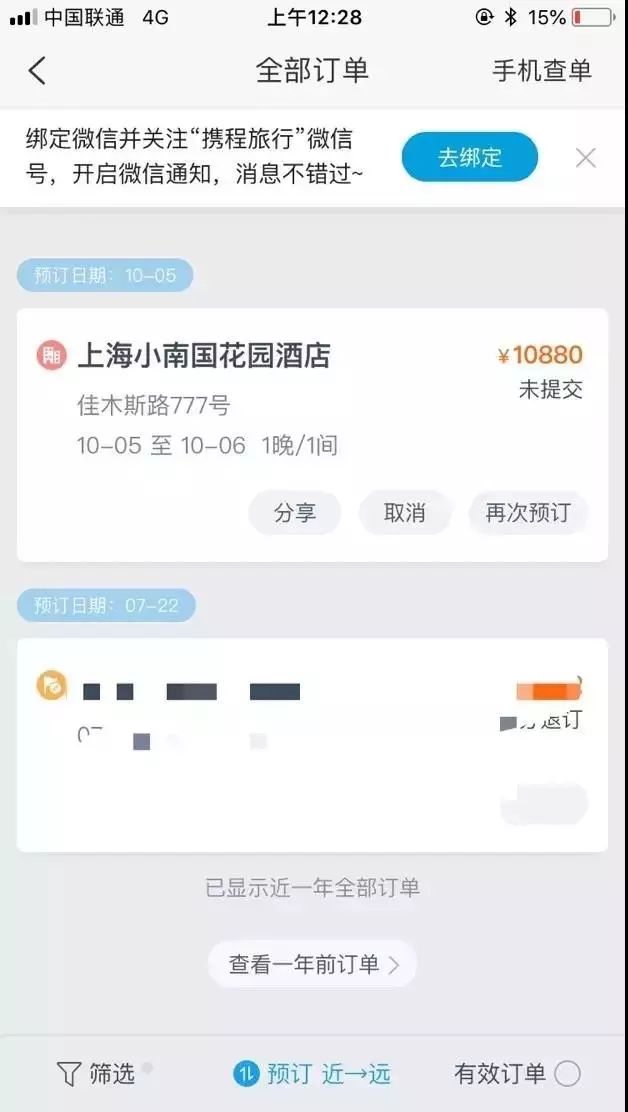 中国联通 4G 上午12:28 15%
全部订单 手机查单
绑定微信并关注“携程旅行”微信
号，开启微信通知，消息不错过~
去绑定
预订日期：10-05
上海小南国花园酒店 ¥10880
未提交
佳木斯路777号
10-05 至 10-06 1晚/1间
分享 取消 再次预订
预订日期：07-22
退订
已显示近一年全部订单
查看一年前订单
筛选 预订 近→远 有效订单